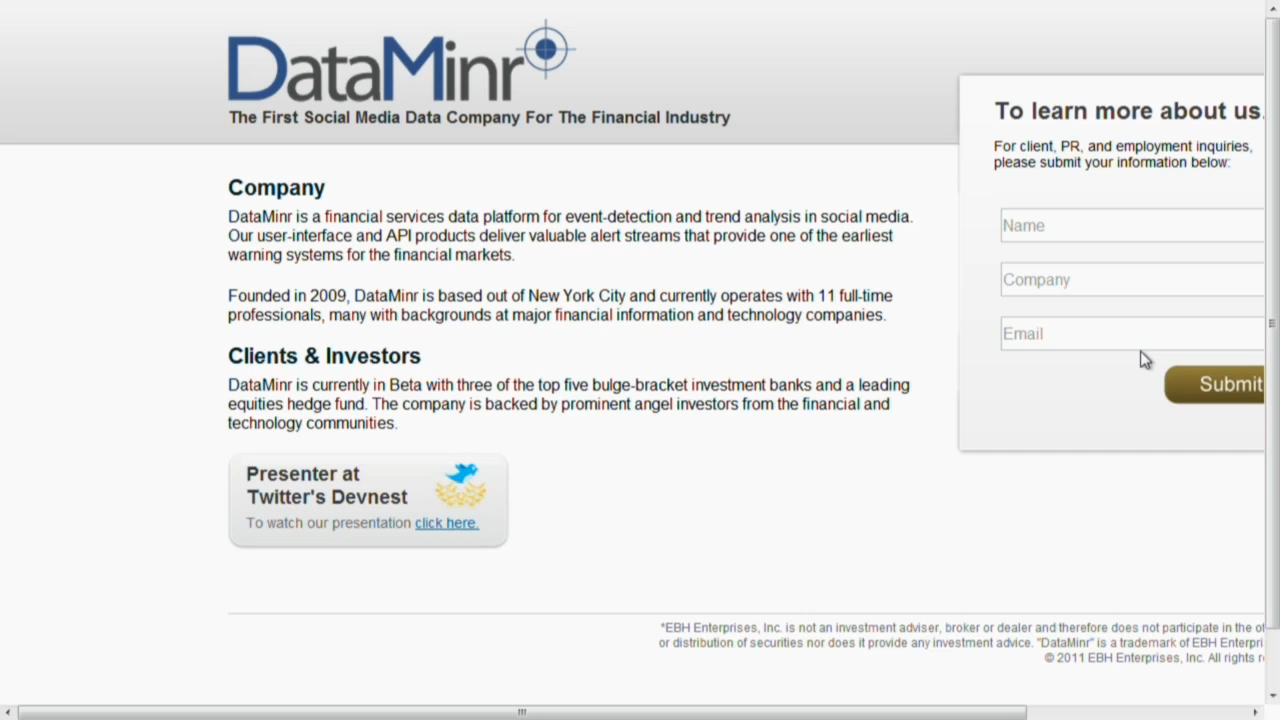 DataMinr
The First Social Media Data Company For The Financial Industry
To learn more about us.
For client, PR, and employment inquiries,
please submit your information below:
Name
Company
Email
Submit
Company
DataMinr is a financial services data platform for event-detection and trend analysis in social media.
Our user-interface and API products deliver valuable alert streams that provide one of the earliest
warning systems for the financial markets.
Founded in 2009, DataMinr is based out of New York City and currently operates with 11 full-time
professionals, many with backgrounds at major financial information and technology companies.
Clients & Investors
DataMinr is currently in Beta with three of the top five bulge-bracket investment banks and a leading
equities hedge fund. The company is backed by prominent angel investors from the financial and
technology communities.
Presenter at
Twitter's Devnest
To watch our presentation click here.
*EBH Enterprises, Inc. is not an investment adviser, broker or dealer and therefore does not participate in the
or distribution of securities nor does it provide any investment advice. "DataMinr" is a trademark of EBH
© 2011 EBH Enterprises, Inc. All rights